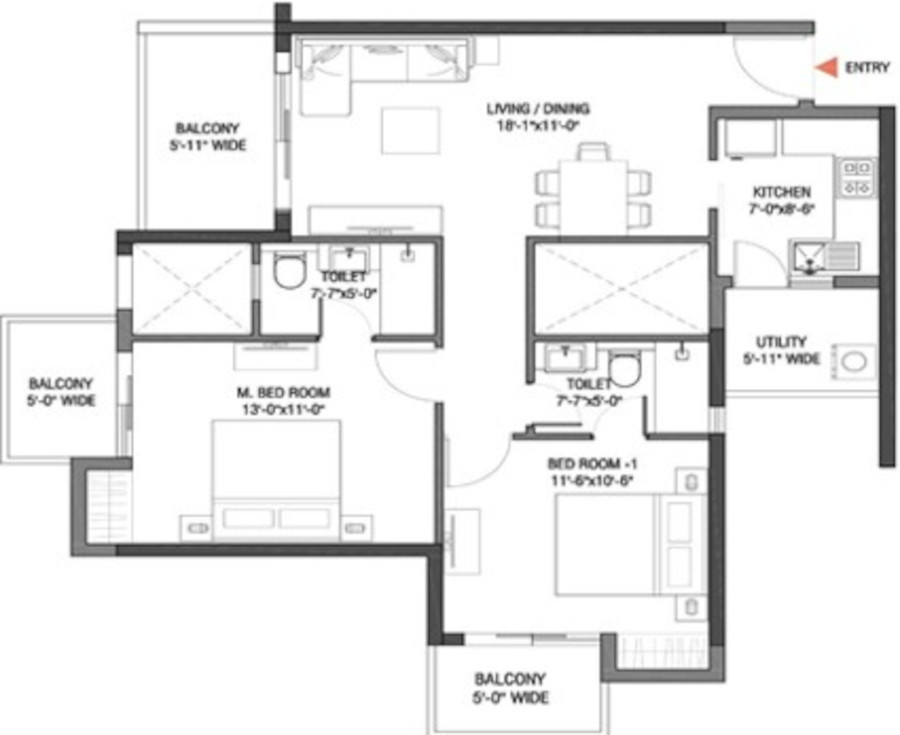 ENTRY
LIVING / DINING
18'-1"x11'-0"
BALCONY
5'-11" WIDE
KITCHEN
7'-0"x8'-6"
TOILET
7'-7"x5'-0"
UTILITY
5'-11" WIDE
BALCONY
5'-0" WIDE
M. BED ROOM
13'-0"x11'-0"
TOILET
7'-7"x5'-0"
BED ROOM -1
11'-6"x10'-6"
BALCONY
5'-0" WIDE